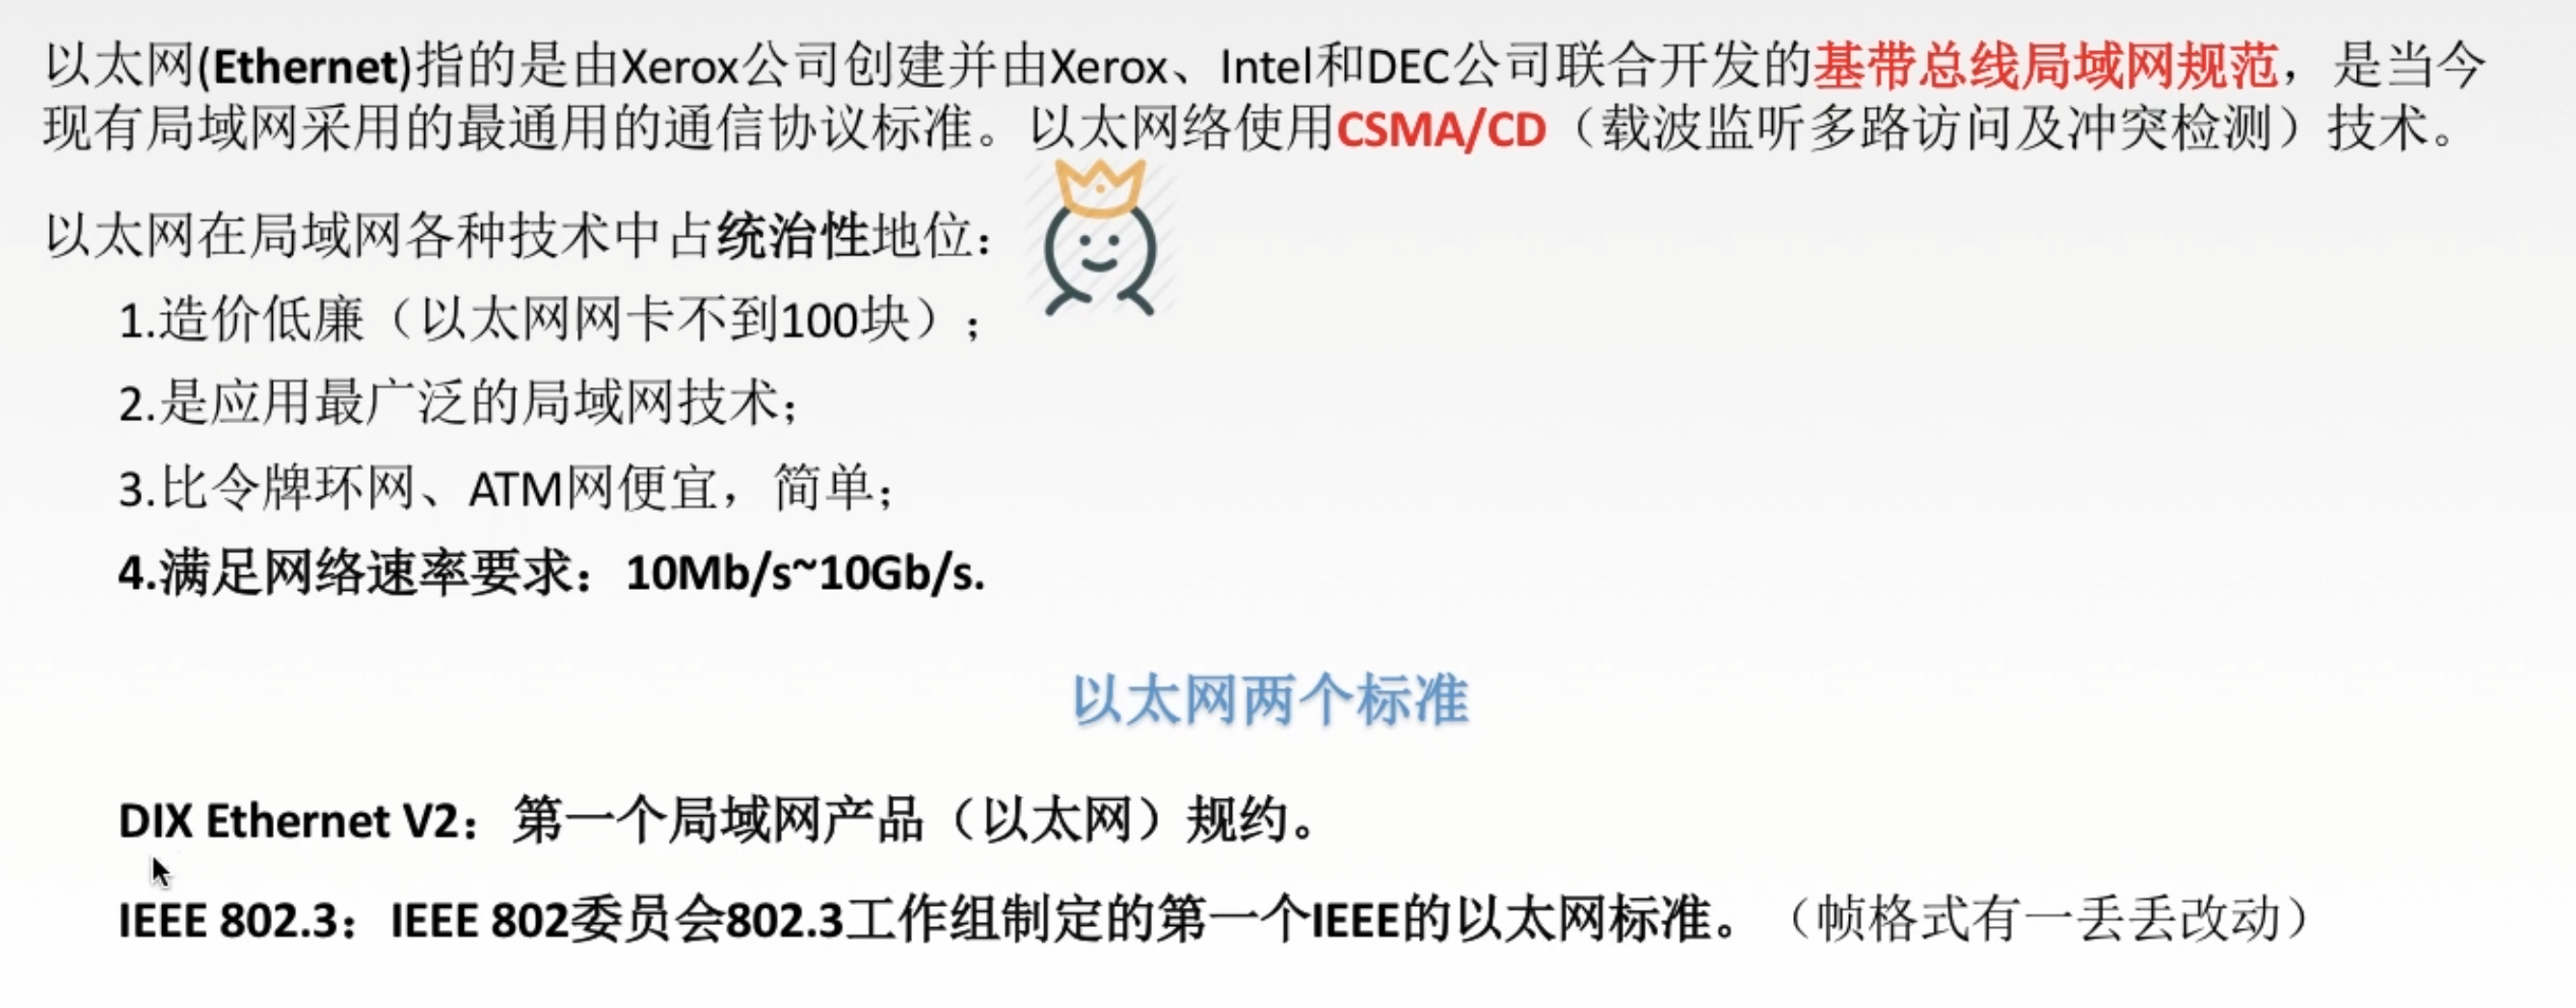 以太网(Ethernet)指的是由Xerox公司创建并由Xerox、Intel和DEC公司联合开发的基带总线局域网规范，是当今
现有局域网采用的最通用的通信协议标准。以太网络使用CSMA/CD（载波监听多路访问及冲突检测）技术。
以太网在局域网各种技术中占统治性地位：
1.造价低廉（以太网网卡不到100块）；
2.是应用最广泛的局域网技术；
3.比令牌环网、ATM网便宜，简单；
4.满足网络速率要求：10Mb/s~10Gb/s.
以太网两个标准
DIX Ethernet V2：第一个局域网产品（以太网）规约。
IEEE 802.3：IEEE 802委员会802.3工作组制定的第一个IEEE的以太网标准。（帧格式有一丢丢改动）